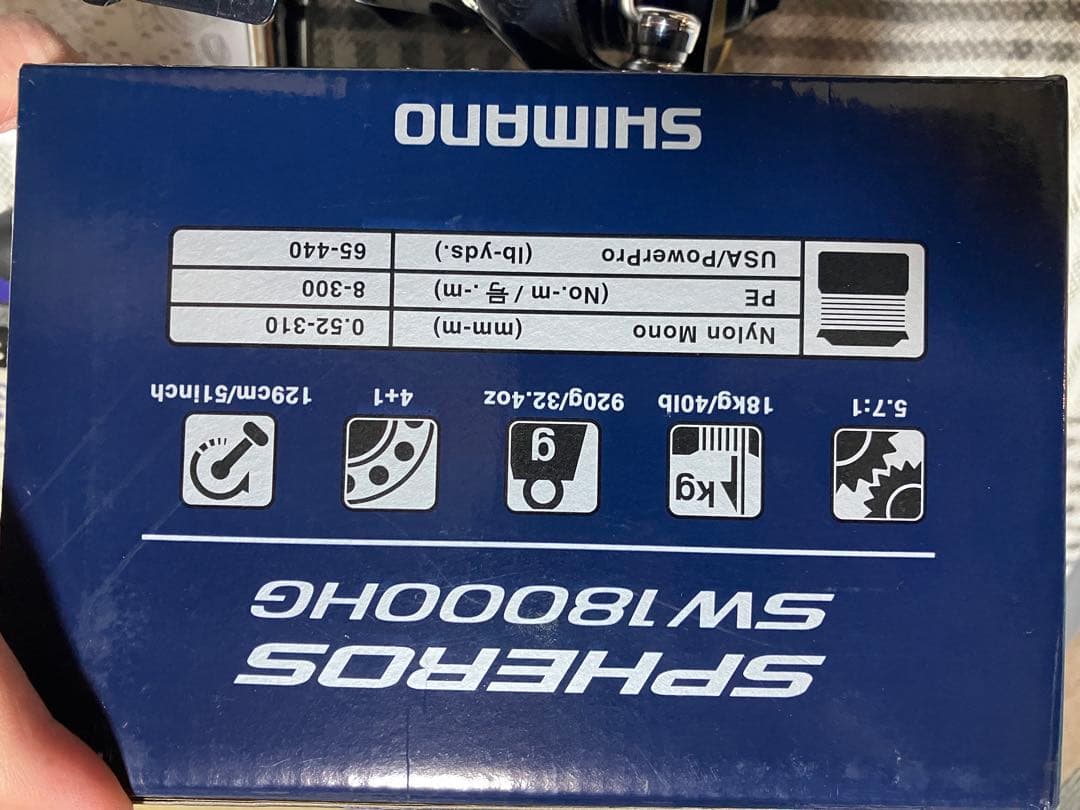 SPHEROS
SW18000HG
kg
g
5.7:1
18kg/40lb
920g/32.4oz
4+1
129cm/51inch
Nylon Mono (mm-m) 0.52-310
PE (No.-m / 号.-m) 8-300
USA/PowerPro (lb-yds.) 65-440
SHIMANO